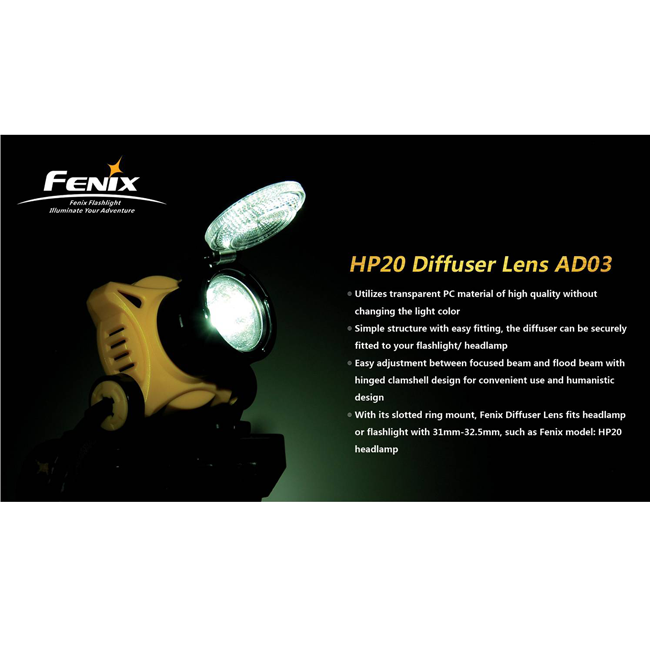 FENIX
Fenix Flashlight
Illuminate Your Adventure
HP20 Diffuser Lens AD03
Utilizes transparent PC material of high quality without
changing the light color
Simple structure with easy fitting, the diffuser can be securely
fitted to your flashlight/ headlamp
Easy adjustment between focused beam and flood beam with
hinged clamshell design for convenient use and humanistic
design
With its slotted ring mount, Fenix Diffuser Lens fits headlamp
or flashlight with 31mm-32.5mm, such as Fenix model: HP20
headlamp